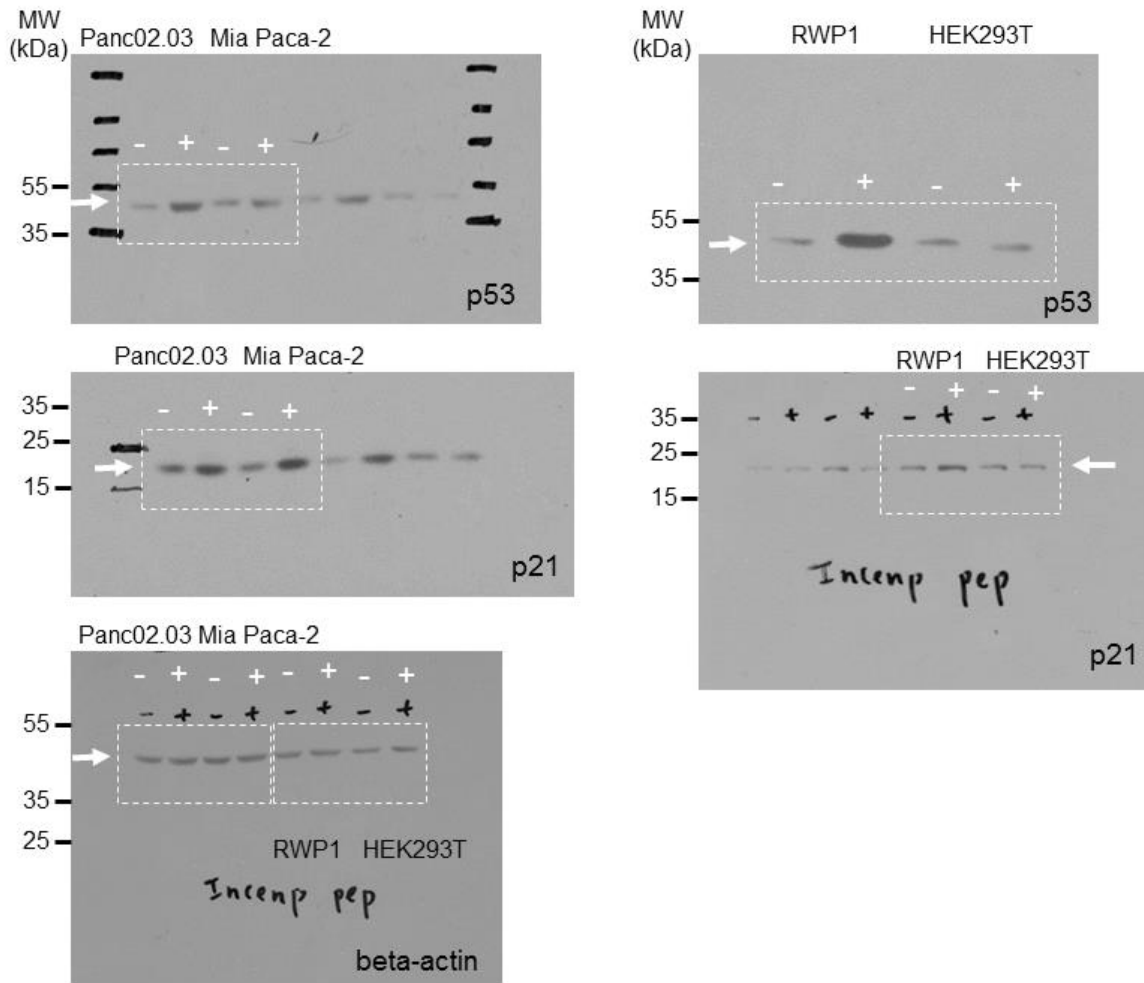 MW
(kDa)
Panc02.03 Mia Paca-2
- + - +
55
35
p53
MW
(kDa)
RWP1 HEK293T
- + - +
55
35
p53
Panc02.03 Mia Paca-2
35
25
15
- + - +
p21
RWP1 HEK293T
- + - +
- + - + - + - +
35
25
15
Incenp pep
p21
Panc02.03 Mia Paca-2
- + - + - + - +
- + - + - + - +
55
35
25
RWP1 HEK293T
Incenp pep
beta-actin